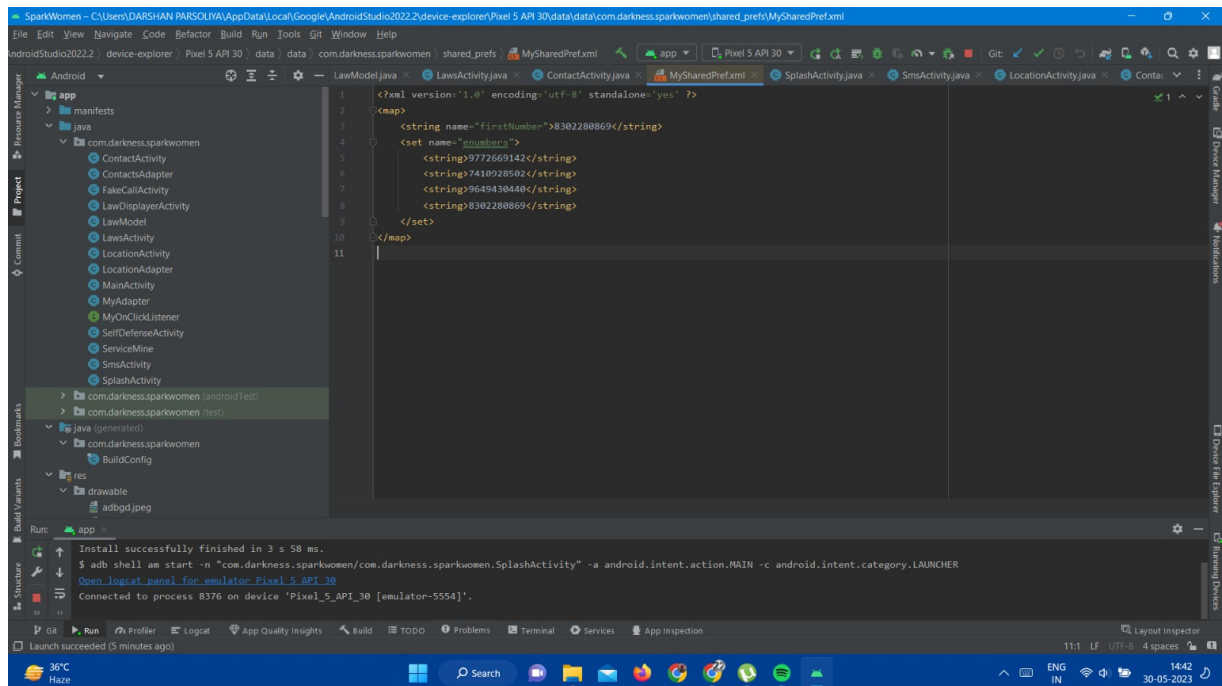 SparkWomen – C:\Users\DARSHAN PARSOLIYA\AppData\Local\Google\AndroidStudio2022.2\device-explorer\Pixel 5 API 30\data\data\com.darkness.sparkwomen\shared_prefs\MySharedPref.xml
File Edit View Navigate Code Refactor Build Run Tools Git Window Help
AndroidStudio2022.2 device-explorer Pixel 5 API 30 data data com.darkness.sparkwomen shared_prefs MySharedPref.xml app Pixel 5 API 30 Git:
Android LawModel.java LawsActivity.java ContactActivity.java MySharedPref.xml SplashActivity.java SmsActivity.java LocationActivity.java Contac
app
manifests
java
com.darkness.sparkwomen
ContactActivity
ContactsAdapter
FakeCallActivity
LawDisplayerActivity
LawModel
LawsActivity
LocationActivity
LocationAdapter
MainActivity
MyAdapter
MyOnClickListener
SelfDefenseActivity
ServiceMine
SmsActivity
SplashActivity
com.darkness.sparkwomen (androidTest)
com.darkness.sparkwomen (test)
java (generated)
com.darkness.sparkwomen
BuildConfig
res
drawable
adbgd.jpeg
1 <?xml version='1.0' encoding='utf-8' standalone='yes' ?>
2 <map>
3 <string name="firstNumber">8302280869</string>
4 <set name="enumbers">
5 <string>9772669142</string>
6 <string>7410928502</string>
7 <string>9649430440</string>
8 <string>8302280869</string>
9 </set>
10 </map>
11
1
Resource Manager
Project
Commit
Bookmarks
Build Variants
Structure
Gradle
Device Manager
Notifications
Device File Explorer
Running Devices
Run: app
Install successfully finished in 3 s 58 ms.
$ adb shell am start -n "com.darkness.sparkwomen/com.darkness.sparkwomen.SplashActivity" -a android.intent.action.MAIN -c android.intent.category.LAUNCHER
Open logcat panel for emulator Pixel 5 API 30
Connected to process 8376 on device 'Pixel_5_API_30 [emulator-5554]'.
Git Run Profiler Logcat App Quality Insights Build TODO Problems Terminal Services App Inspection Layout Inspector
Launch succeeded (5 minutes ago) 11:1 LF UTF-8 4 spaces
36°C
Haze
Search
ENG
IN
14:42
30-05-2023